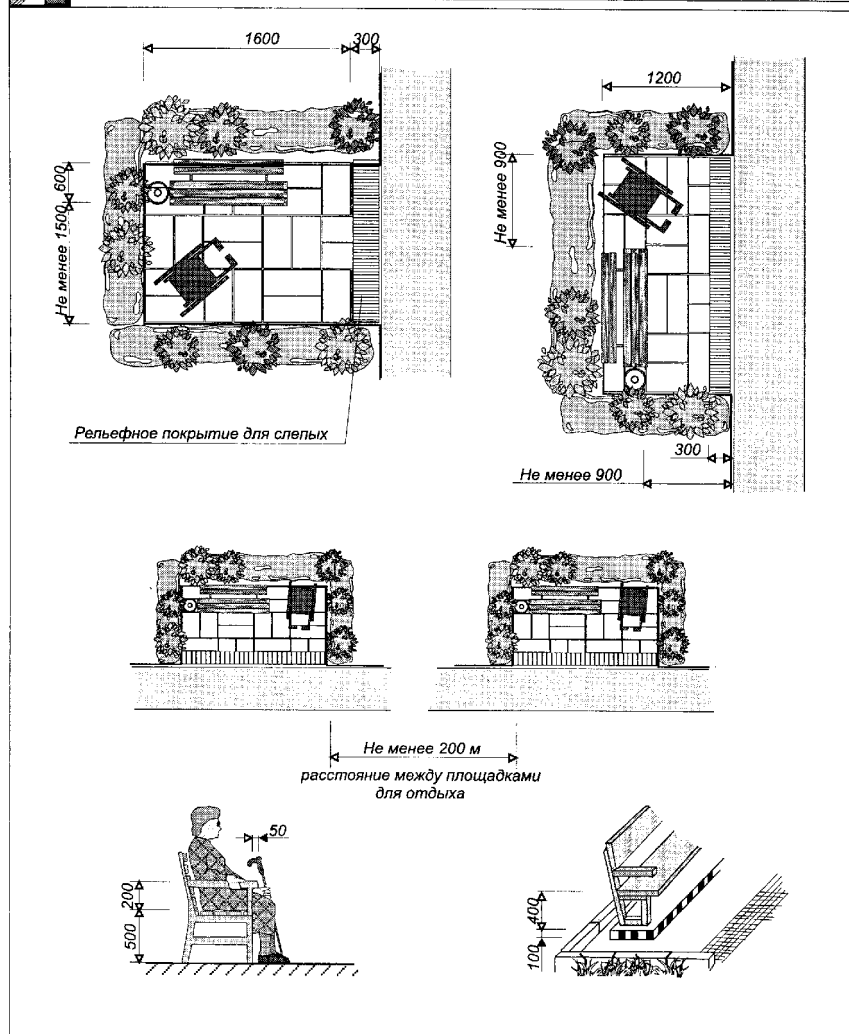 1600
300
1200
600
Не менее 1500
Не менее 900
Рельефное покрытие для слепых
300
Не менее 900
Не менее 200 м
расстояние между площадками
для отдыха
50
200
500
400
100